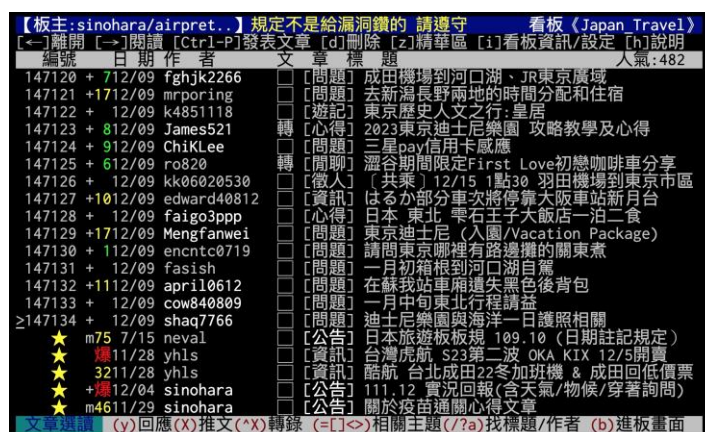 【板主:sinohara/airpret..】規定不是給漏洞鑽的 請遵守 看板《Japan_Travel》
[←]離開 [→]閱讀 [Ctrl-P]發表文章 [d]刪除 [z]精華區 [i]看板資訊/設定 [h]說明
編號 日 期 作 者 文 章 標 題 人氣:482
147120 + 712/09 fghjk2266 □ [問題] 成田機場到河口湖、JR東京廣域
147121 +1712/09 mrporing □ [問題] 去新潟長野兩地的時間分配和住宿
147122 + 12/09 k4851118 □ [遊記] 東京歷史人文之行:皇居
147123 + 812/09 James521 轉 [心得] 2023東京迪士尼樂園 攻略教學及心得
147124 + 912/09 ChiKLee □ [問題] 三星pay信用卡感應
147125 + 612/09 ro820 轉 [閒聊] 澀谷期間限定First Love初戀咖啡車分享
147126 + 12/09 kk06020530 □ [徵人] 〔共乘〕12/15 1點30 羽田機場到東京市區
147127 +1012/09 edward40812 □ [資訊] はるか部分車次將停靠大阪車站新月台
147128 + 12/09 faigo3ppp □ [心得] 日本 東北 雫石王子大飯店一泊二食
147129 +1712/09 Mengfanwei □ [問題] 東京迪士尼 (入園/Vacation Package)
147130 + 112/09 encntc0719 □ [問題] 請問東京哪裡有路邊攤的關東煮
147131 + 12/09 fasish □ [問題] 一月初箱根到河口湖自駕
147132 +1112/09 april0612 □ [問題] 在蘇我站車廂遺失黑色後背包
147133 + 12/09 cow840809 □ [問題] 一月中旬東北行程請益
>147134 + 12/09 shaq7766 □ [問題] 迪士尼樂園與海洋一日護照相關
★ m75 7/15 neval □ [公告] 日本旅遊板板規 109.10 (日期註記規定)
★ 爆11/28 yhls □ [資訊] 台灣虎航 S23第二波 OKA KIX 12/5開賣
★ 3211/28 yhls □ [資訊] 酷航 台北成田22冬加班機 & 成田回低價票
★ +爆12/04 sinohara □ [公告] 111.12 實況回報(含天氣/物候/穿著詢問)
★ m4611/29 sinohara □ [公告] 關於疫苗通關心得文章
文章選讀 (y)回應(X)推文(^X)轉錄 (=[]<>)相關主題(/?a)找標題/作者 (b)進板畫面